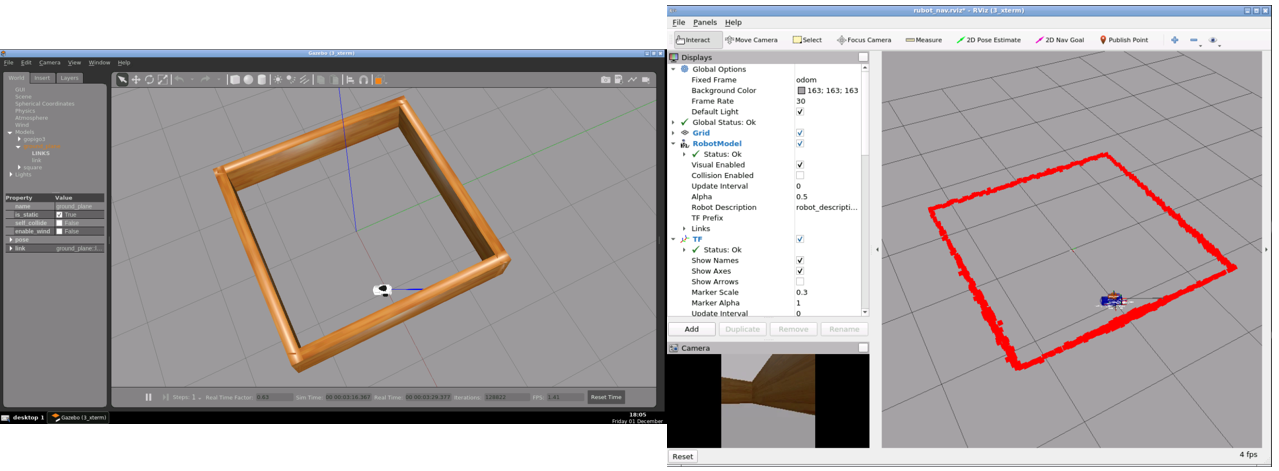 Gazebo (3_xterm)
File Edit Camera View Window Help
World Insert Layers
GUI
Scene
Spherical Coordinates
Physics
Atmosphere
Wind
Models
gopigo3
LINKS
link
square
Lights
Property Value
name ground_plane
is_static True
self_collide False
enable_wind False
pose
link ground_plane::l...
Steps: 1 Real Time Factor: 0.63 Sim Time: 00:00:03:16.367 Real Time: 00:00:03:29.377 Iterations: FPS: 1.41 Reset Time
desktop 1 Gazebo (3_xterm)
18:05
Friday 01 December
rubot_nav.rviz* - RViz (3_xterm)
File Panels Help
Interact Move Camera Select Focus Camera Measure 2D Pose Estimate 2D Nav Goal Publish Point
Displays
Global Options
Fixed Frame odom
Background Color 163; 163; 163
Frame Rate 30
Default Light
Global Status: Ok
Grid
RobotModel
Status: Ok
Visual Enabled
Collision Enabled
Update Interval 0
Alpha 0.5
Robot Description robot_descripti...
TF Prefix
Links
TF
Status: Ok
Show Names
Show Axes
Show Arrows
Marker Scale 0.3
Marker Alpha 1
Update Interval 0
Add Duplicate Remove Rename
Camera
Reset
4 fps